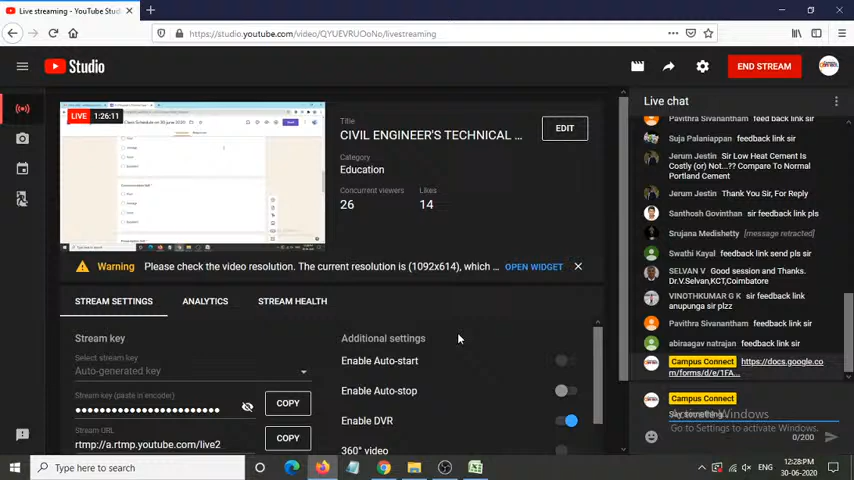 Live streaming - YouTube Studio
https://studio.youtube.com/video/QYUEVRUOoNo/livestreaming
Studio
END STREAM
LIVE 1:26:11
Title
CIVIL ENGINEER'S TECHNICAL ...
EDIT
Category
Education
Concurrent viewers
Likes
26
14
Warning Please check the video resolution. The current resolution is (1092x614), which ... OPEN WIDGET
STREAM SETTINGS
ANALYTICS
STREAM HEALTH
Stream key
Select stream key
Auto-generated key
Stream key (paste in encoder)
COPY
Stream URL
rtmp://a.rtmp.youtube.com/live2
COPY
Additional settings
Enable Auto-start
Enable Auto-stop
Enable DVR
360° video
Live chat
Pavithra Sivanantham feed back link sir
Suja Palaniappan feedback link sir
Jerum Jestin Sir Low Heat Cement Is
Costly (or) Not...?? Compare To Normal
Portland Cement
Jerum Jestin Thank You Sir, For Reply
Santhosh Govinthan sir feedback link pls
Srujana Medishetty [message retracted]
Swathi Kayal feedback link send pls sir
SELVAN V Good session and Thanks.
Dr.V.Selvan,KCT,Coimbatore
VINOTHKUMAR G K sir feedback link
anupunga sir plzz
Pavithra Sivanantham feedback link sir
abiraagav natrajan feedback link sir
Campus Connect https://docs.google.co
m/forms/d/e/1FA...
Campus Connect
Say something...
Activate Windows
Go to Settings to activate Windows.
0/200
Type here to search
ENG
12:28 PM
30-06-2020